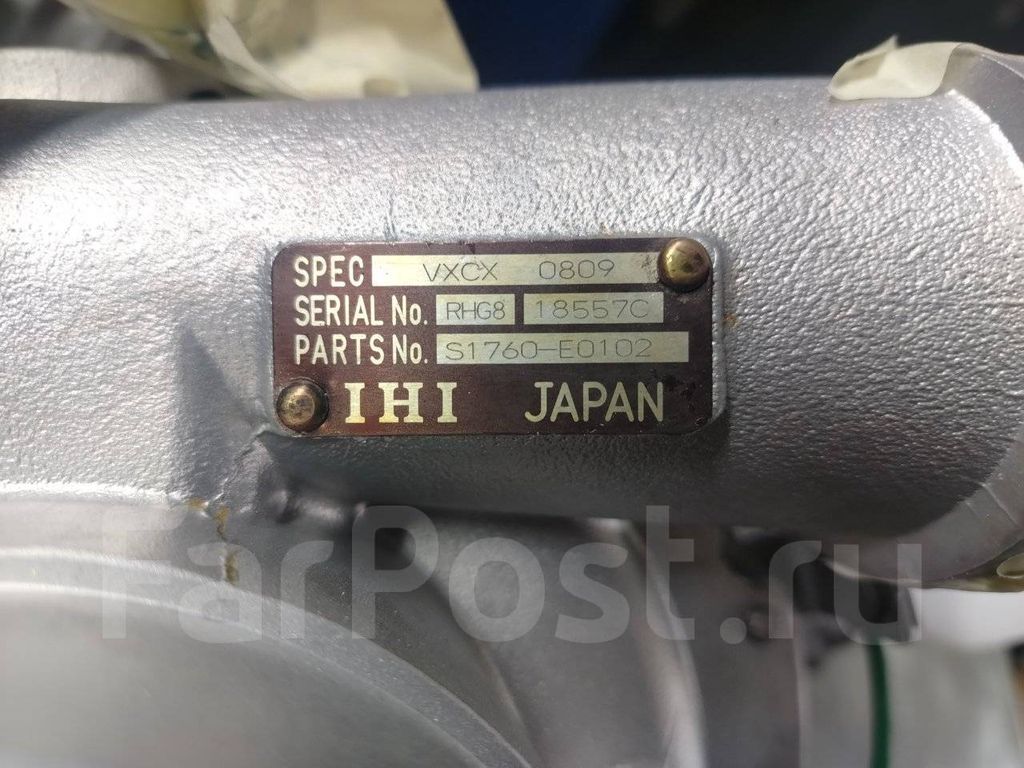 SPEC VXCX 0809
SERIAL No. RHG8 18557C
PARTS No. S1760-E0102
IHI JAPAN
FarPost.ru